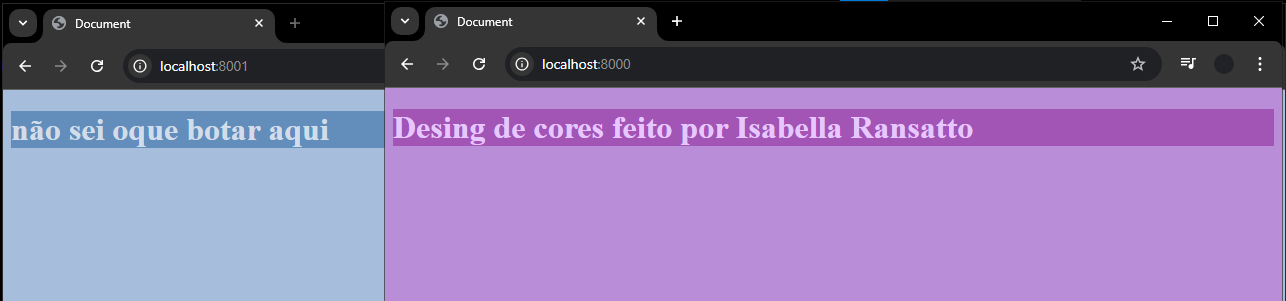 Document
localhost:8001
não sei oque botar aqui
Document
localhost:8000
Desing de cores feito por Isabella Ransatto